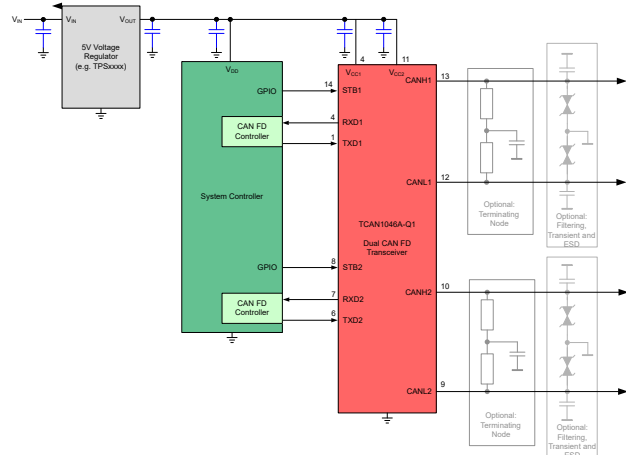 VIN
VIN
VOUT
5V Voltage
Regulator
(e.g. TPSxxxx)
VDD
VCC1
4
VCC2
11
GPIO
14
STB1
CANH1
13
CAN FD
Controller
4
RXD1
1
TXD1
CANL1
12
System Controller
TCAN1046A-Q1
Dual CAN FD
Transceiver
Optional:
Terminating
Node
Optional:
Filtering,
Transient and
ESD
GPIO
8
STB2
CANH2
10
CAN FD
Controller
7
RXD2
6
TXD2
CANL2
9
Optional:
Terminating
Node
Optional:
Filtering,
Transient and
ESD